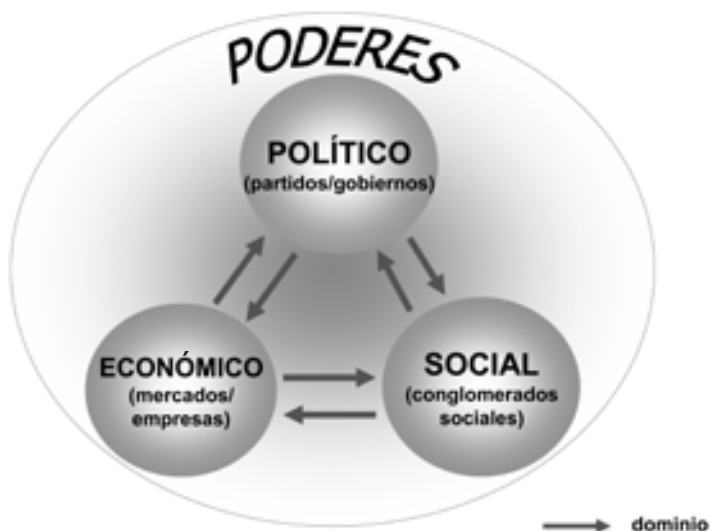 PODERES
POLÍTICO
(partidos/gobiernos)
ECONÓMICO
(mercados/
empresas)
SOCIAL
(conglomerados
sociales)
dominio